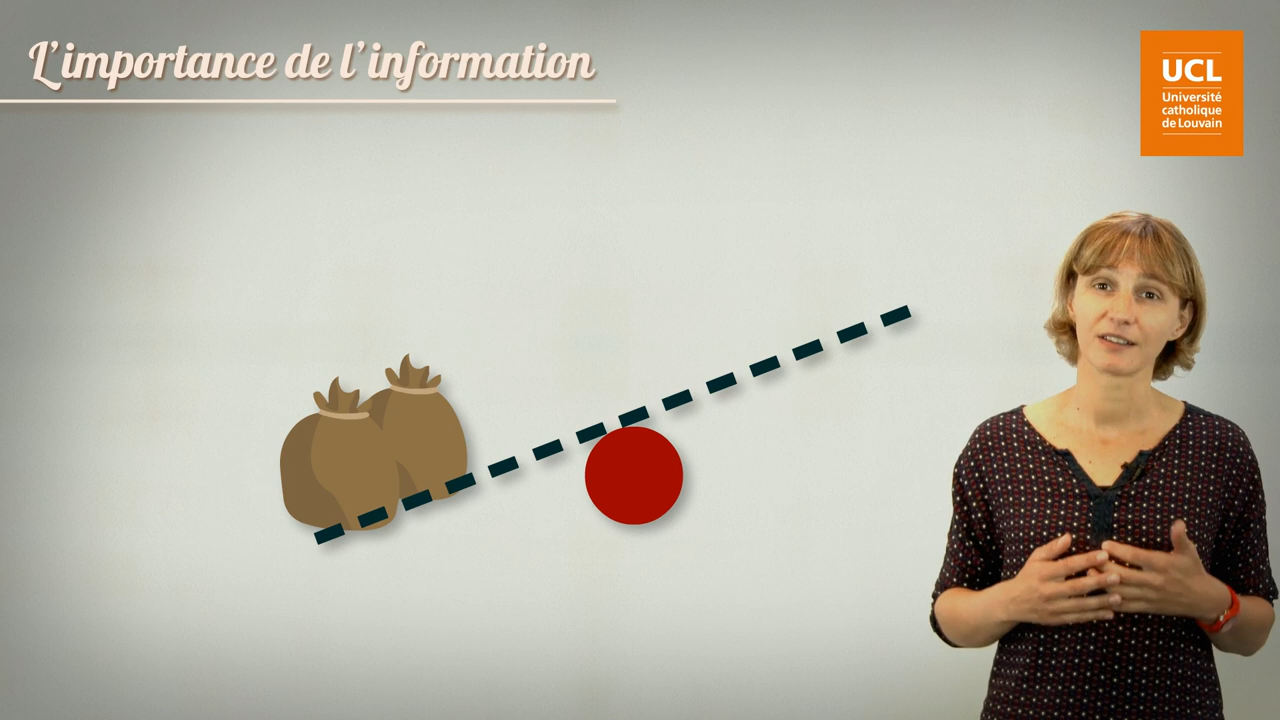 L'importance de l'information
UCL
Université
catholique
de Louvain